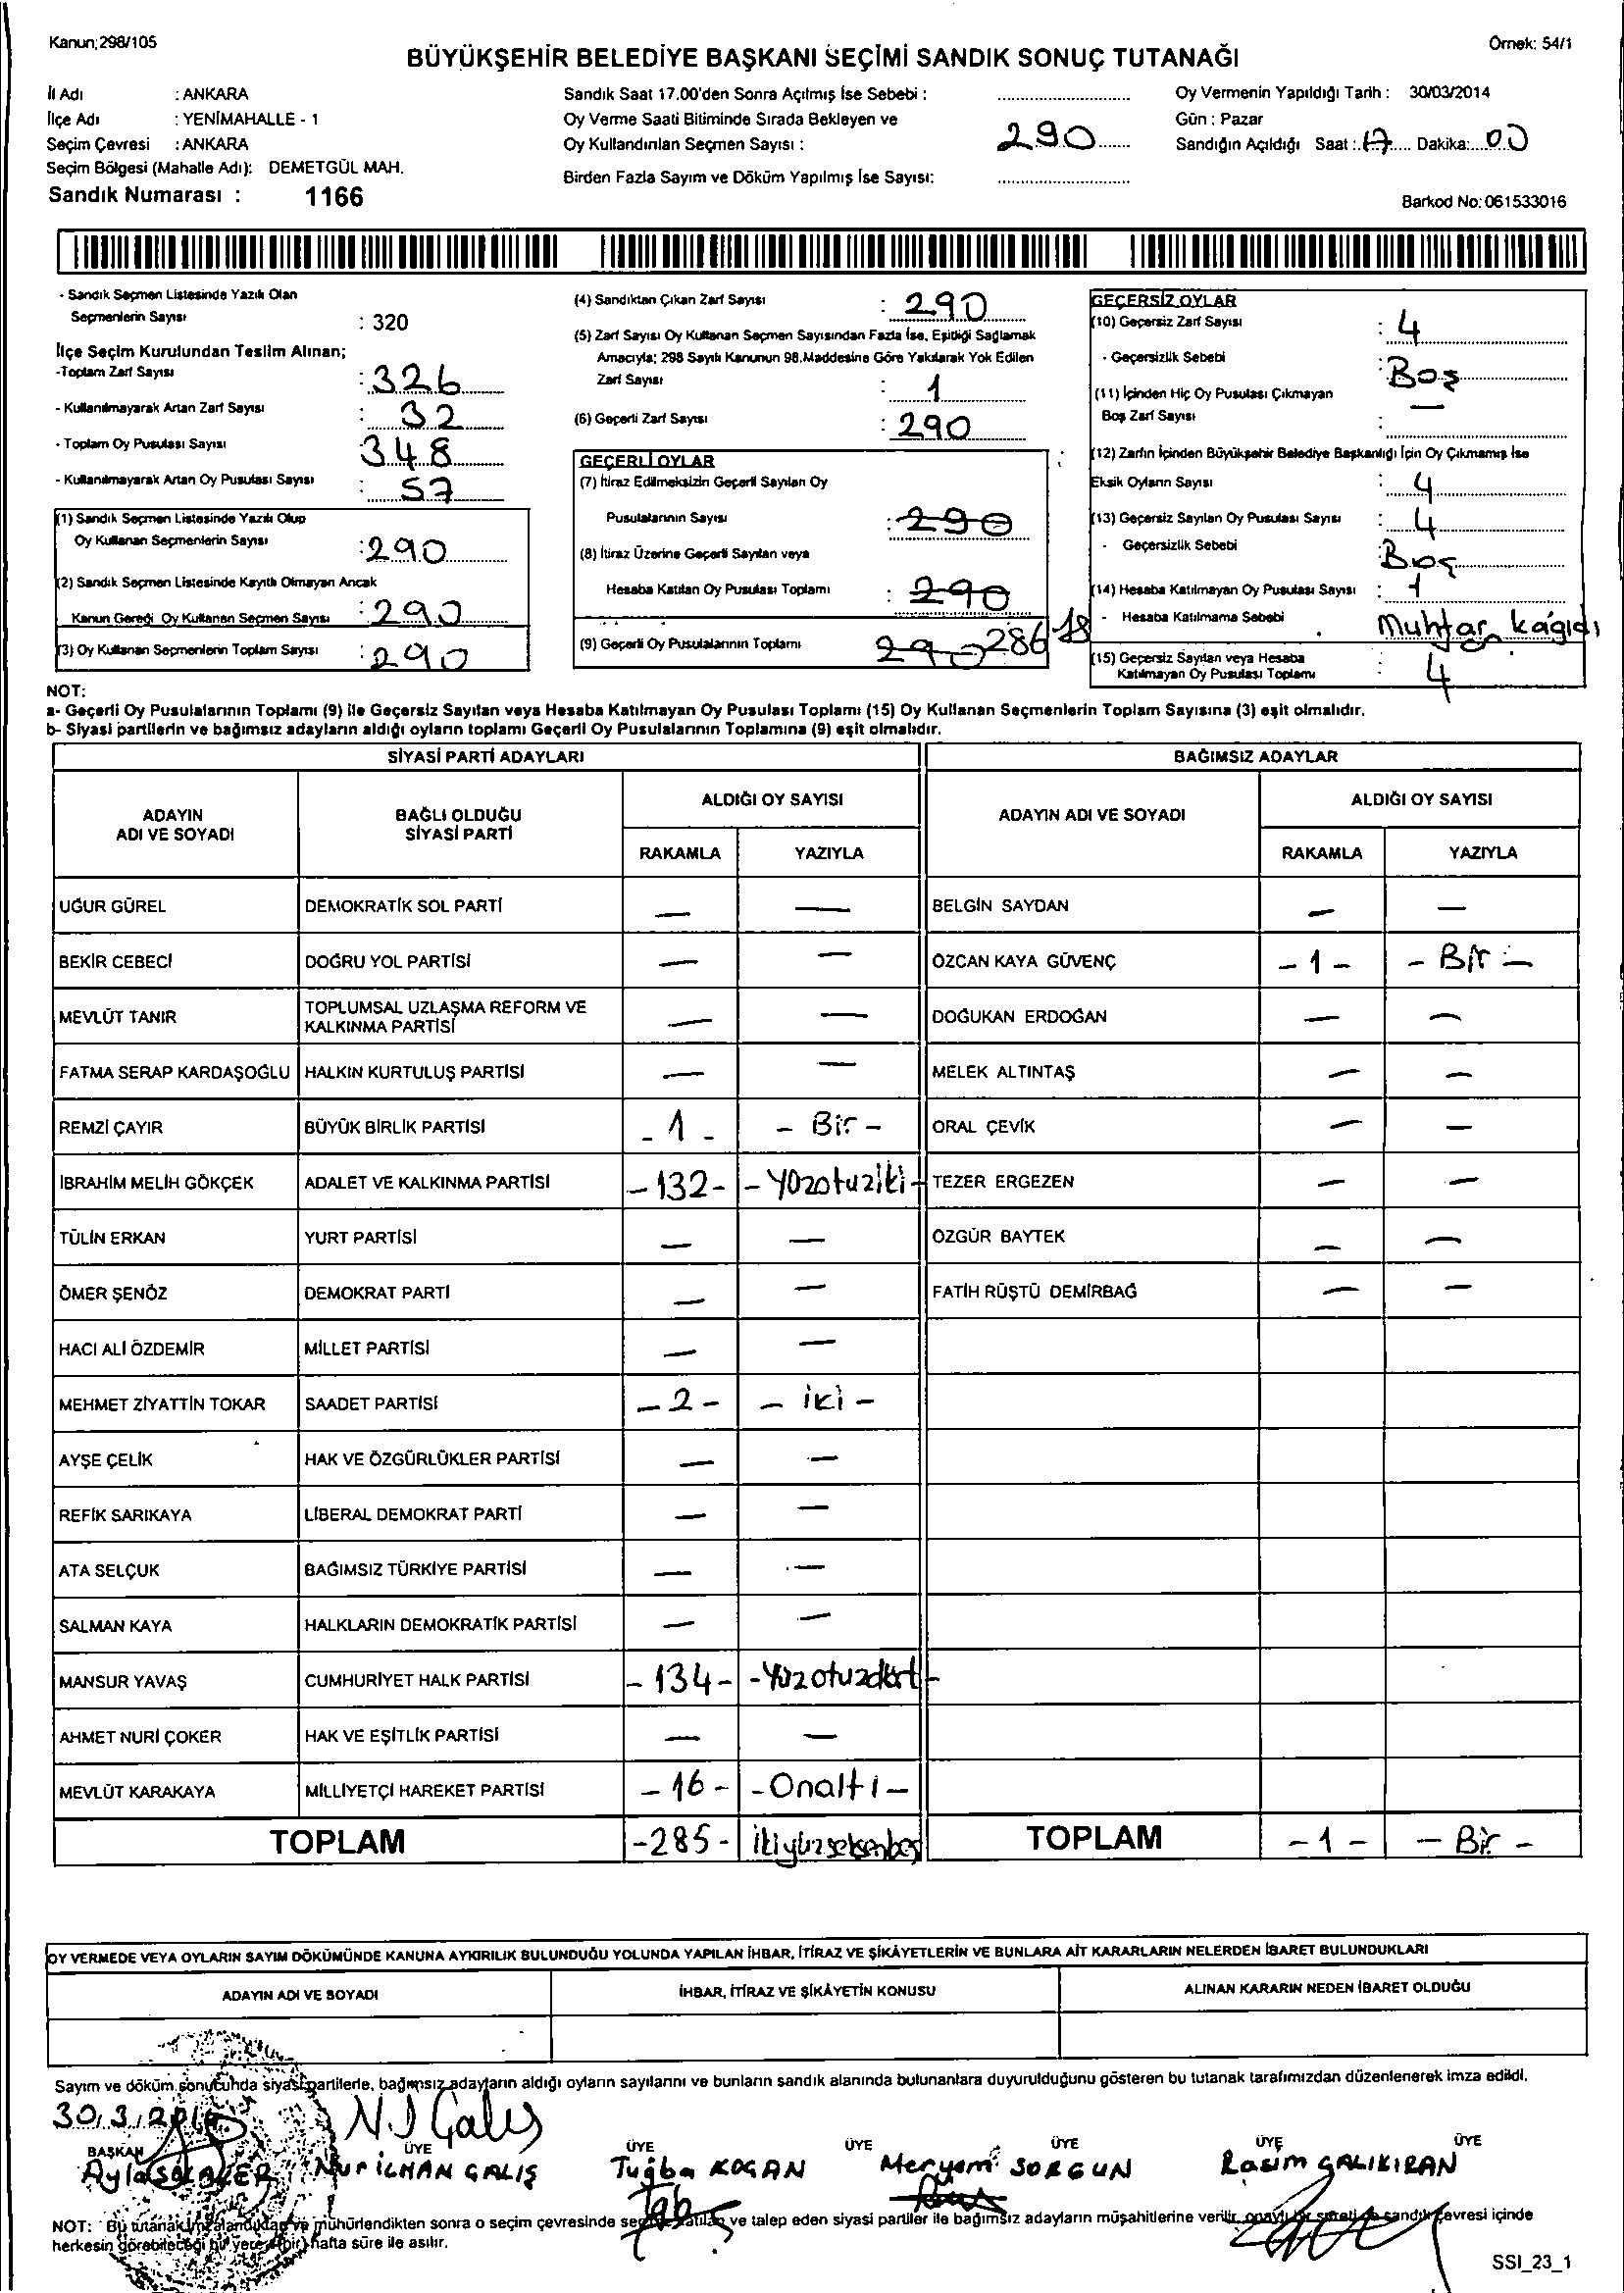 Kanun;298/105
Örnek: 54/1
BÜYÜKŞEHİR BELEDİYE BAŞKANI SEÇİMİ SANDIK SONUÇ TUTANAĞI
İl Adı : ANKARA
İlçe Adı : YENİMAHALLE - 1
Seçim Çevresi : ANKARA
Seçim Bölgesi (Mahalle Adı): DEMETGÜL MAH.
Sandık Numarası : 1166
Sandık Saat 17.00'den Sonra Açılmış İse Sebebi :
Oy Verme Saati Bitiminde Sırada Bekleyen ve
Oy Kullandırılan Seçmen Sayısı : 290
Birden Fazla Sayım ve Döküm Yapılmış İse Sayısı:
Oy Vermenin Yapıldığı Tarih : 30/03/2014
Gün : Pazar
Sandığın Açıldığı Saat : 17 Dakika: 00
Barkod No: 061533016
- Sandık Seçmen Listesinde Yazılı Olan
Seçmenlerin Sayısı : 320
İlçe Seçim Kurulundan Teslim Alınan;
-Toplam Zarf Sayısı : 326
- Kullanılmayarak Artan Zarf Sayısı : 32
- Toplam Oy Pusulası Sayısı 348
- Kullanılmayarak Artan Oy Pusulası Sayısı : 57
(1) Sandık Seçmen Listesinde Yazılı Olup
Oy Kullanan Seçmenlerin Sayısı : 290
(2) Sandık Seçmen Listesinde Kayıtlı Olmayan Ancak
Kanun Gereği Oy Kullanan Seçmen Sayısı : 290
(3) Oy Kullanan Seçmenlerin Toplam Sayısı : 290
(4) Sandıktan Çıkan Zarf Sayısı : 290
(5) Zarf Sayısı Oy Kullanan Seçmen Sayısından Fazla İse, Eşitliği Sağlamak
Amacıyla; 298 Sayılı Kanunun 98.Maddesine Göre Yakılarak Yok Edilen
Zarf Sayısı : 1
(6) Geçerli Zarf Sayısı : 290
GEÇERLİ OYLAR
(7) İtiraz Edilmeksizin Geçerli Sayılan Oy
Pusulalarının Sayısı : 290
(8) İtiraz Üzerine Geçerli Sayılan veya
Hesaba Katılan Oy Pusulası Toplamı : 290
(9) Geçerli Oy Pusulalarının Toplamı 290 286
GEÇERSİZ OYLAR
(10) Geçersiz Zarf Sayısı : 4
- Geçersizlik Sebebi : Boş
(11) İçinden Hiç Oy Pusulası Çıkmayan
Boş Zarf Sayısı : —
(12) Zarfın İçinden Büyükşehir Belediye Başkanlığı İçin Oy Çıkmamış İse
Eksik Oyların Sayısı : 4
(13) Geçersiz Sayılan Oy Pusulası Sayısı : 4
- Geçersizlik Sebebi : Boş
(14) Hesaba Katılmayan Oy Pusulası Sayısı : 1
- Hesaba Katılmama Sebebi . Muhtar kağıdı
(15) Geçersiz Sayılan veya Hesaba
Katılmayan Oy Pusulası Toplamı : 4
NOT:
a- Geçerli Oy Pusulalarının Toplamı (9) ile Geçersiz Sayılan veya Hesaba Katılmayan Oy Pusulası Toplamı (15) Oy Kullanan Seçmenlerin Toplam Sayısına (3) eşit olmalıdır.
b- Siyasi partilerin ve bağımsız adayların aldığı oyların toplamı Geçerli Oy Pusulalarının Toplamına (9) eşit olmalıdır.
SİYASİ PARTİ ADAYLARI BAĞIMSIZ ADAYLAR
ADAYIN ADI VE SOYADI BAĞLI OLDUĞU SİYASİ PARTİ ALDIĞI OY SAYISI ADAYIN ADI VE SOYADI ALDIĞI OY SAYISI
RAKAMLA YAZIYLA RAKAMLA YAZIYLA
UĞUR GÜREL DEMOKRATİK SOL PARTİ — — BELGİN SAYDAN — —
BEKİR CEBECİ DOĞRU YOL PARTİSİ — — ÖZCAN KAYA GÜVENÇ - 1 - - Bir -
MEVLÜT TANIR TOPLUMSAL UZLAŞMA REFORM VE KALKINMA PARTİSİ — — DOĞUKAN ERDOĞAN — —
FATMA SERAP KARDAŞOĞLU HALKIN KURTULUŞ PARTİSİ — — MELEK ALTINTAŞ — —
REMZİ ÇAYIR BÜYÜK BİRLİK PARTİSİ - 1 - - Bir - ORAL ÇEVİK — —
İBRAHİM MELİH GÖKÇEK ADALET VE KALKINMA PARTİSİ - 132 - - Yüzotuziki - TEZER ERGEZEN — —
TÜLİN ERKAN YURT PARTİSİ — — ÖZGÜR BAYTEK — —
ÖMER ŞENÖZ DEMOKRAT PARTİ — — FATİH RÜŞTÜ DEMİRBAĞ — —
HACI ALİ ÖZDEMİR MİLLET PARTİSİ — —
MEHMET ZİYATTİN TOKAR SAADET PARTİSİ - 2 - - iki -
AYŞE ÇELİK HAK VE ÖZGÜRLÜKLER PARTİSİ — —
REFİK SARIKAYA LİBERAL DEMOKRAT PARTİ — —
ATA SELÇUK BAĞIMSIZ TÜRKİYE PARTİSİ — —
SALMAN KAYA HALKLARIN DEMOKRATİK PARTİSİ — —
MANSUR YAVAŞ CUMHURİYET HALK PARTİSİ - 134 - - Yüzotuzdört -
AHMET NURİ ÇOKER HAK VE EŞİTLİK PARTİSİ — —
MEVLÜT KARAKAYA MİLLİYETÇİ HAREKET PARTİSİ - 16 - - Onaltı -
TOPLAM - 285 - İkiyüzseksenbeş TOPLAM - 1 - - Bir -
OY VERMEDE VEYA OYLARIN SAYIM DÖKÜMÜNDE KANUNA AYKIRILIK BULUNDUĞU YOLUNDA YAPILAN İHBAR, İTİRAZ VE ŞİKÂYETLERİN VE BUNLARA AİT KARARLARIN NELERDEN İBARET BULUNDUKLARI
ADAYIN ADI VE SOYADI İHBAR, İTİRAZ VE ŞİKÂYETİN KONUSU ALINAN KARARIN NEDEN İBARET OLDUĞU
Sayım ve döküm sonucunda siyasi partilerle, bağımsız adayların aldığı oyların sayılarını ve bunların sandık alanında bulunanlara duyurulduğunu gösteren bu tutanak tarafımızdan düzenlenerek imza edildi.
30.3.2014 N.İ Çalış
BAŞKAN ÜYE ÜYE ÜYE ÜYE ÜYE ÜYE
Ayla Nur İLHAN ÇALIŞ Tuğba KOÇAN Meryem SORGUN Rasim ÇALIKIRAN
NOT: Bu tutanak imzalandıktan ve mühürlendikten sonra o seçim çevresinde seçime katılan ve talep eden siyasi partiler ile bağımsız adayların müşahitlerine verilir, onaylı bir sureti de sandık çevresi içinde
herkesin görebileceği bir yere (bir) hafta süre ile asılır.
SSI_23_1